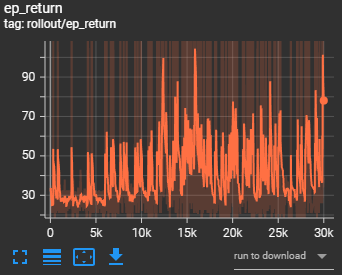 ep_return
tag: rollout/ep_return
90
70
50
30
0 5k 10k 15k 20k 25k 30k
run to download